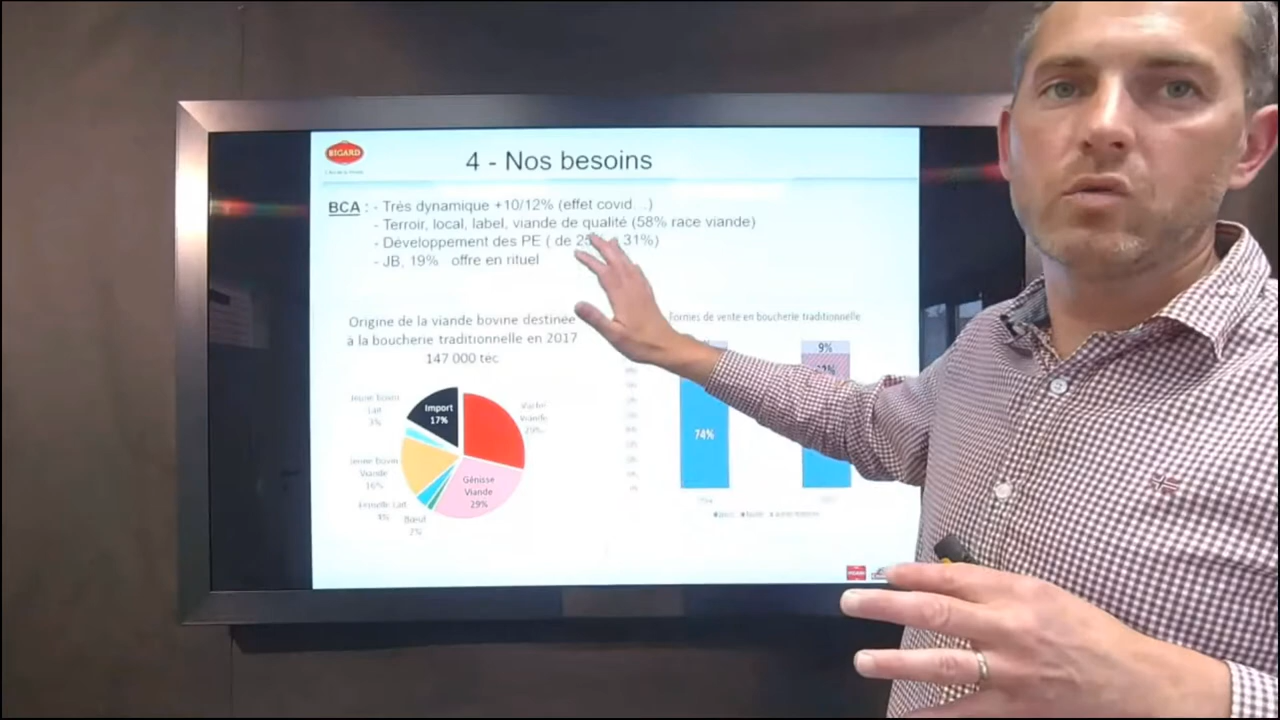 BIGARD
4 - Nos besoins
BCA : - Très dynamique +10/12% (effet covid...)
- Terroir, local, label, viande de qualité (58% race viande)
- Développement des PE ( de 31%)
- JB, 19% offre en rituel
Origine de la viande bovine destinée
à la boucherie traditionnelle en 2017
147 000 tec
Formes de vente en boucherie traditionnelle
Jeune Bovin
Lait
3%
Import
17%
Vache
Viande
29%
Jeune Bovin
Viande
16%
Génisse
Viande
29%
Femelle Lait
4%
Bœuf
2%
9%
74%